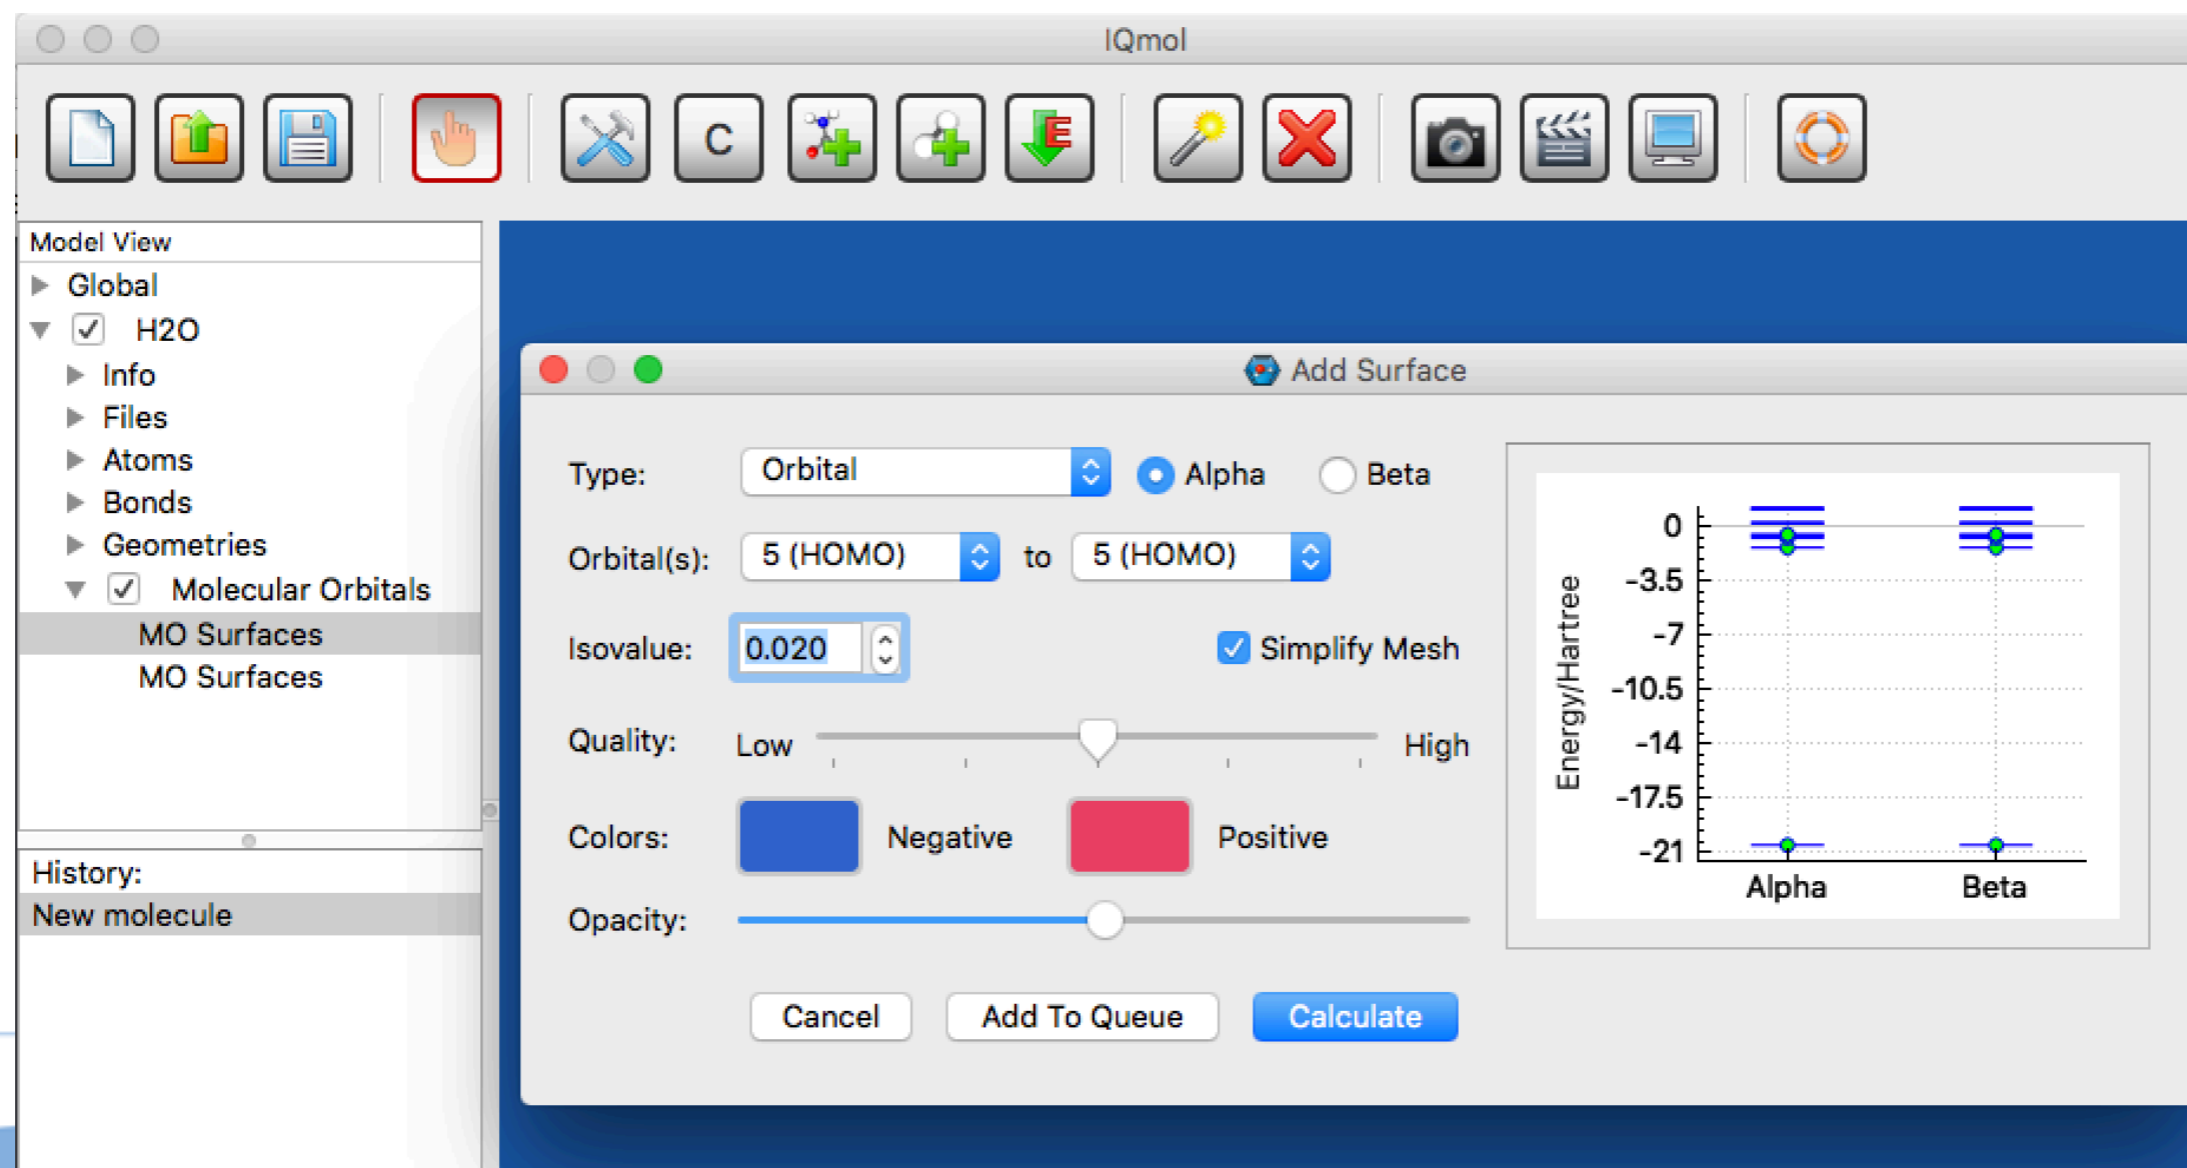 IQmol
C
E
Model View
Global
H2O
Info
Files
Atoms
Bonds
Geometries
Molecular Orbitals
MO Surfaces
MO Surfaces
History:
New molecule
Add Surface
Type: Orbital Alpha Beta
Orbital(s): 5 (HOMO) to 5 (HOMO)
Isovalue: 0.020 Simplify Mesh
Quality: Low High
Colors: Negative Positive
Opacity:
Cancel Add To Queue Calculate
Energy/Hartree
0
-3.5
-7
-10.5
-14
-17.5
-21
Alpha Beta